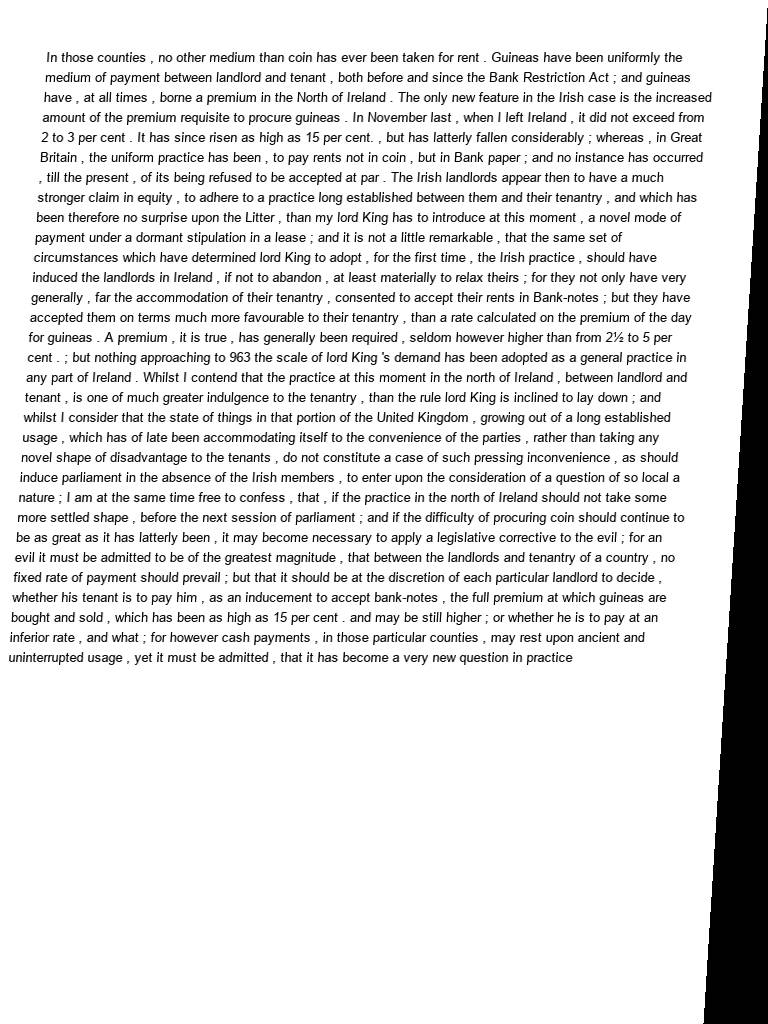 In those counties , no other medium than coin has ever been taken for rent . Guineas have been uniformly the
medium of payment between landlord and tenant , both before and since the Bank Restriction Act ; and guineas
have , at all times , borne a premium in the North of Ireland . The only new feature in the Irish case is the increased
amount of the premium requisite to procure guineas . In November last , when I left Ireland , it did not exceed from
2 to 3 per cent . It has since risen as high as 15 per cent. , but has latterly fallen considerably ; whereas , in Great
Britain , the uniform practice has been , to pay rents not in coin , but in Bank paper ; and no instance has occurred
, till the present , of its being refused to be accepted at par . The Irish landlords appear then to have a much
stronger claim in equity , to adhere to a practice long established between them and their tenantry , and which has
been therefore no surprise upon the Litter , than my lord King has to introduce at this moment , a novel mode of
payment under a dormant stipulation in a lease ; and it is not a little remarkable , that the same set of
circumstances which have determined lord King to adopt , for the first time , the Irish practice , should have
induced the landlords in Ireland , if not to abandon , at least materially to relax theirs ; for they not only have very
generally , far the accommodation of their tenantry , consented to accept their rents in Bank-notes ; but they have
accepted them on terms much more favourable to their tenantry , than a rate calculated on the premium of the day
for guineas . A premium , it is true , has generally been required , seldom however higher than from 2½ to 5 per
cent . ; but nothing approaching to 963 the scale of lord King 's demand has been adopted as a general practice in
any part of Ireland . Whilst I contend that the practice at this moment in the north of Ireland , between landlord and
tenant , is one of much greater indulgence to the tenantry , than the rule lord King is inclined to lay down ; and
whilst I consider that the state of things in that portion of the United Kingdom , growing out of a long established
usage , which has of late been accommodating itself to the convenience of the parties , rather than taking any
novel shape of disadvantage to the tenants , do not constitute a case of such pressing inconvenience , as should
induce parliament in the absence of the Irish members , to enter upon the consideration of a question of so local a
nature ; I am at the same time free to confess , that , if the practice in the north of Ireland should not take some
more settled shape , before the next session of parliament ; and if the difficulty of procuring coin should continue to
be as great as it has latterly been , it may become necessary to apply a legislative corrective to the evil ; for an
evil it must be admitted to be of the greatest magnitude , that between the landlords and tenantry of a country , no
fixed rate of payment should prevail ; but that it should be at the discretion of each particular landlord to decide ,
whether his tenant is to pay him , as an inducement to accept bank-notes , the full premium at which guineas are
bought and sold , which has been as high as 15 per cent . and may be still higher ; or whether he is to pay at an
inferior rate , and what ; for however cash payments , in those particular counties , may rest upon ancient and
uninterrupted usage , yet it must be admitted , that it has become a very new question in practice